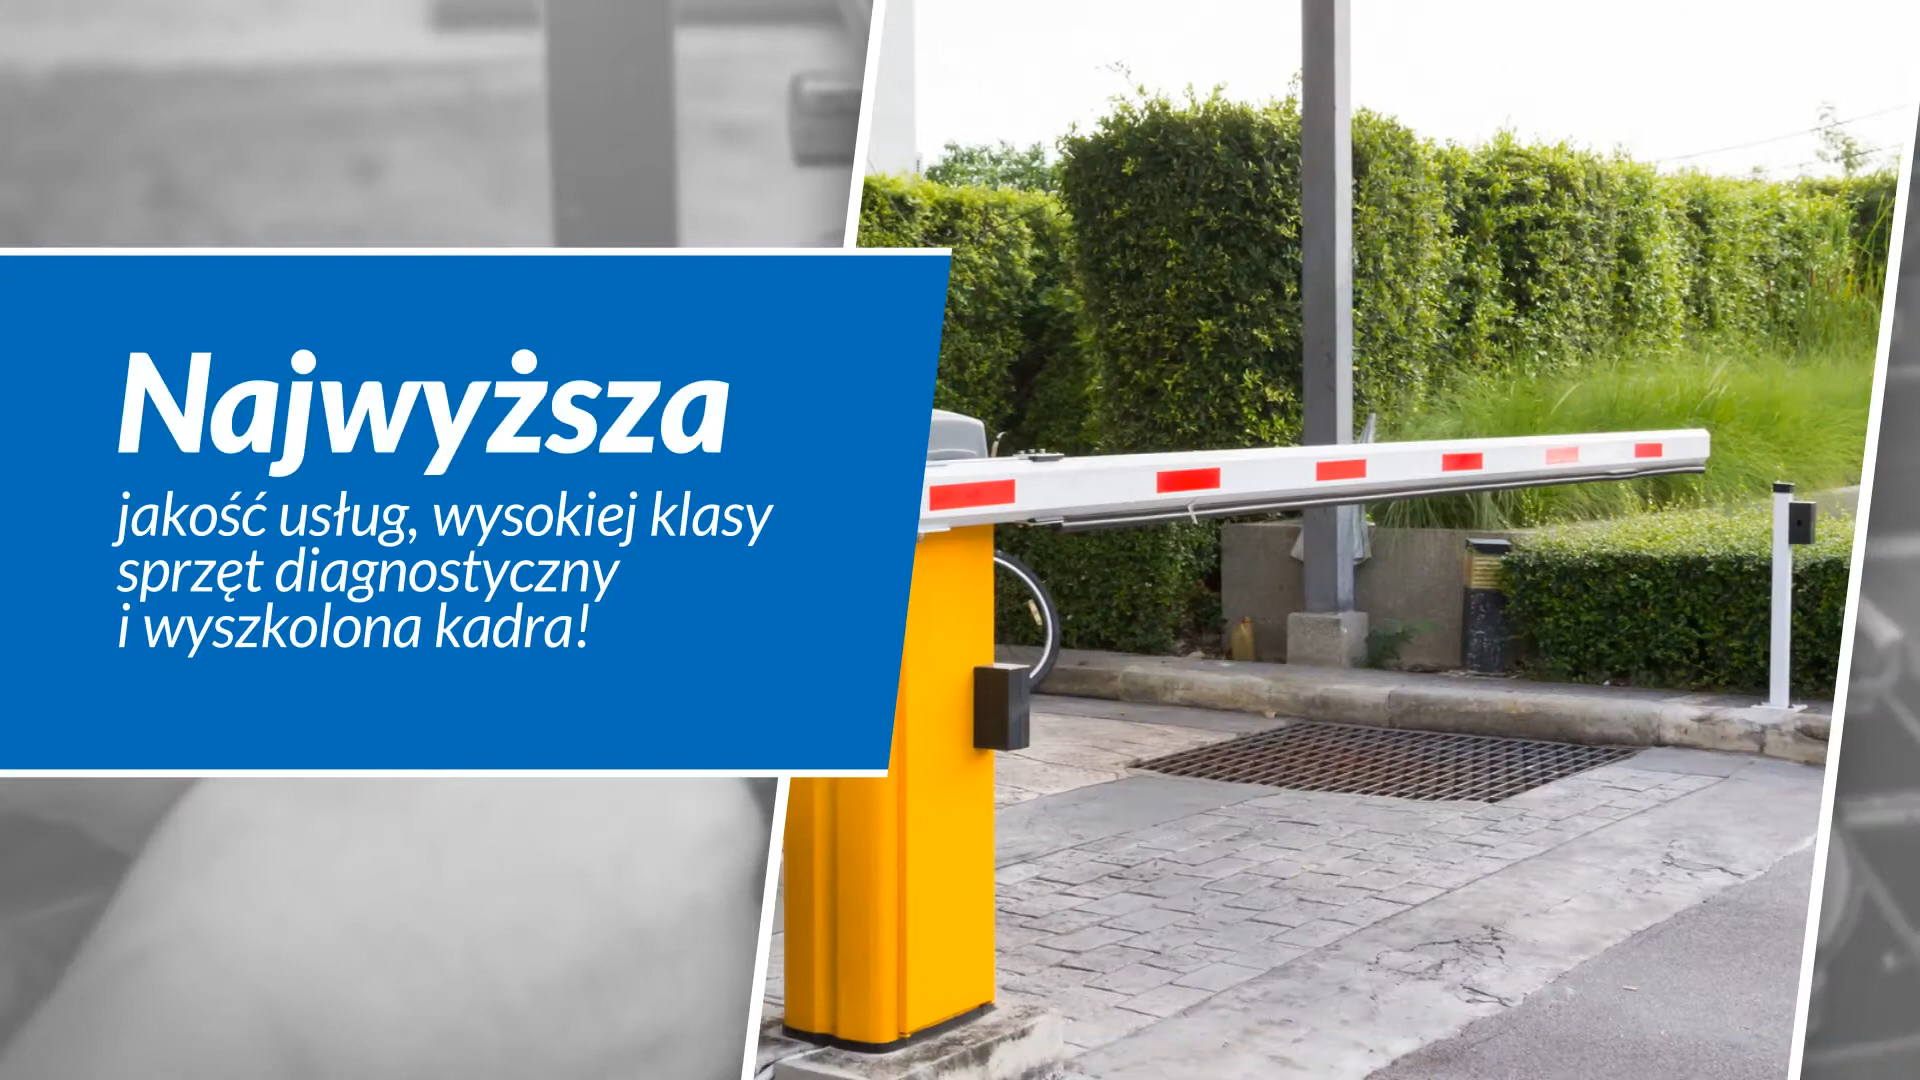 Najwyższa
jakość usług, wysokiej klasy
sprzęt diagnostyczny
i wyszkolona kadra!